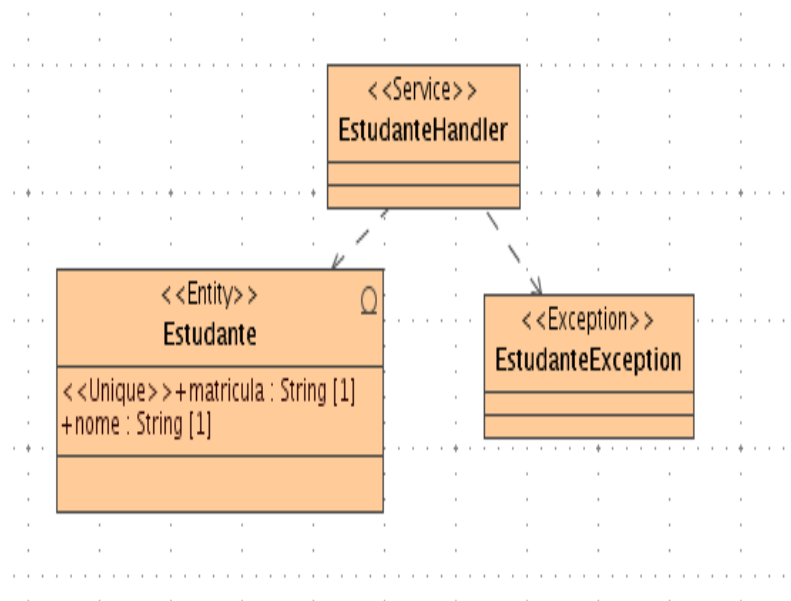 <<Service>>
EstudanteHandler
<<Entity>>
Estudante
<<Unique>>+matricula : String [1]
+nome : String [1]
<<Exception>>
EstudanteException